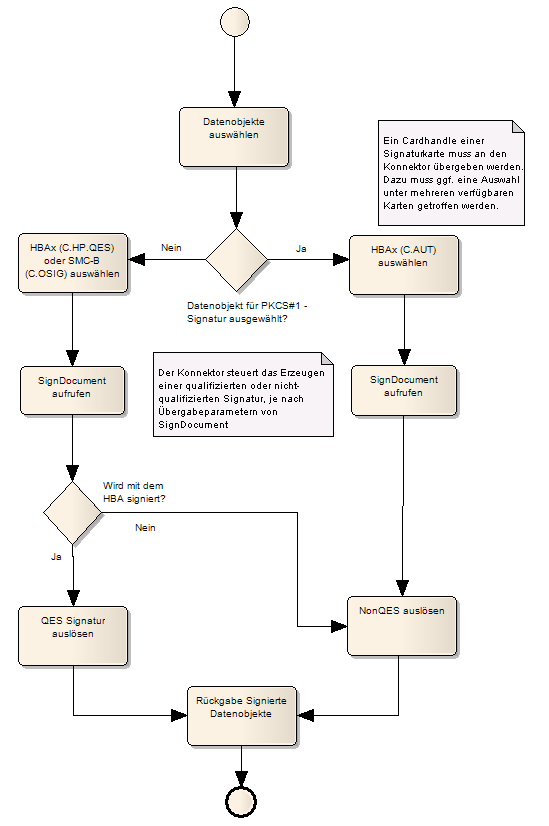 Datenobjekte
auswählen
Ein Cardhandle einer
Signaturkarte muss an den
Konnektor übergeben werden.
Dazu muss ggf. eine Auswahl
unter mehreren verfügbaren
Karten getroffen werden.
Nein
Ja
HBAx (C.HP.QES)
oder SMC-B
(C.OSIG) auswählen
HBAx (C.AUT)
auswählen
Datenobjekt für PKCS#1 -
Signatur ausgewählt?
Der Konnektor steuert das Erzeugen
einer qualifizierten oder nicht-
qualifizierten Signatur, je nach
Übergabeparametern von
SignDocument
SignDocument
aufrufen
SignDocument
aufrufen
Wird mit dem
HBA signiert?
Nein
Ja
QES Signatur
auslösen
NonQES auslösen
Rückgabe Signierte
Datenobjekte